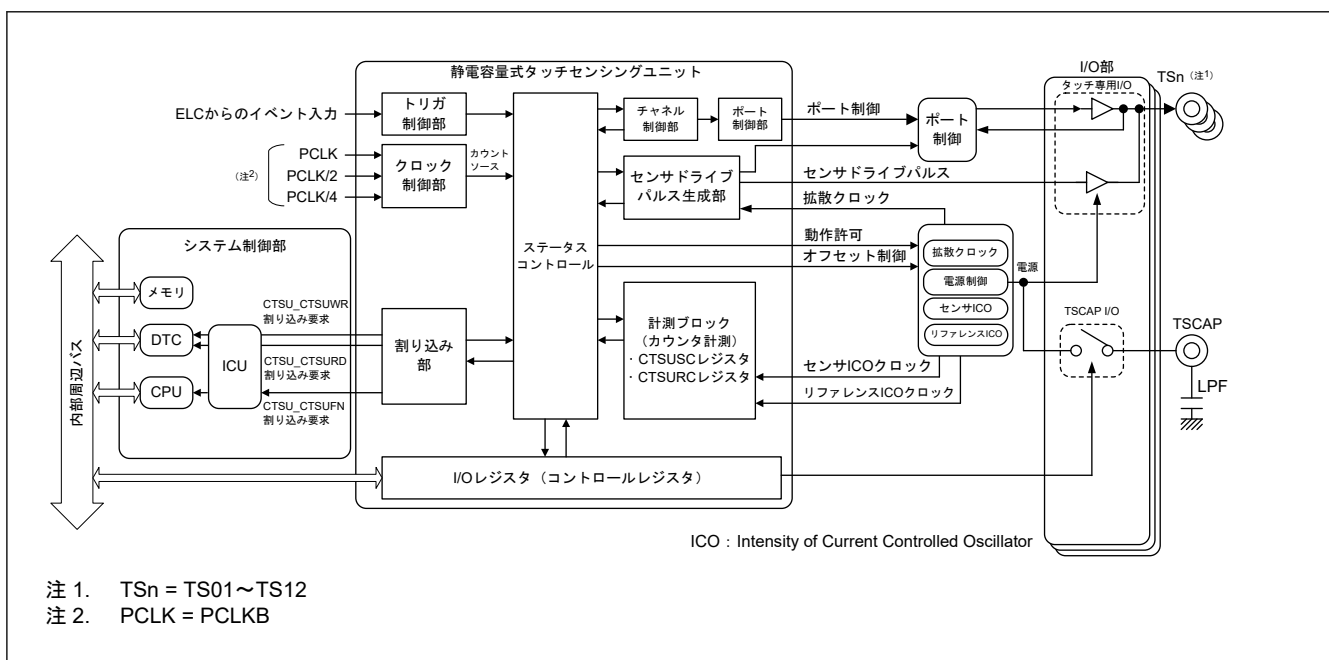 静電容量式タッチセンシングユニット
I/O部
タッチ専用I/O
TSn (注1)
ELCからのイベント入力
トリガ
制御部
チャネル
制御部
ポート
制御部
ポート制御
ポート
制御
(注2)
PCLK
PCLK/2
PCLK/4
クロック
制御部
カウント
ソース
センサドライブ
パルス生成部
センサドライブパルス
拡散クロック
ステータス
コントロール
動作許可
オフセット制御
拡散クロック
電源制御
センサICO
リファレンスICO
電源
システム制御部
内部周辺バス
メモリ
DTC
CPU
ICU
CTSU_CTSUWR
割り込み要求
CTSU_CTSURD
割り込み要求
CTSU_CTSUFN
割り込み要求
割り込み
部
計測ブロック
(カウンタ計測)
・CTSUSCレジスタ
・CTSURCレジスタ
センサICOクロック
リファレンスICOクロック
TSCAP I/O
TSCAP
LPF
I/Oレジスタ(コントロールレジスタ)
ICO : Intensity of Current Controlled Oscillator
注 1. TSn = TS01~TS12
注 2. PCLK = PCLKB